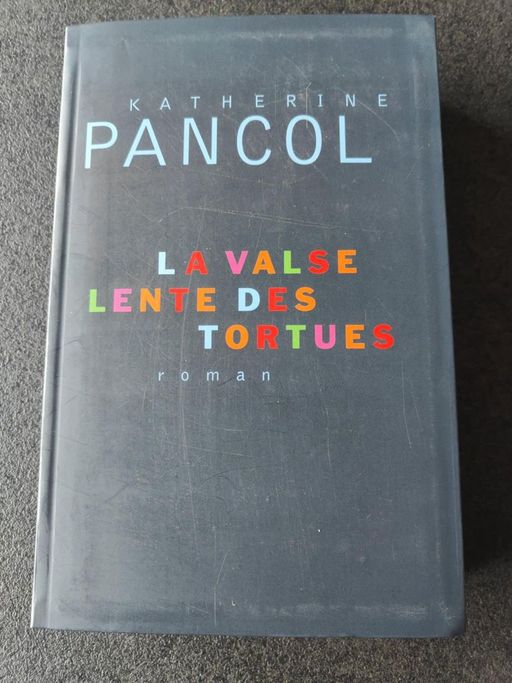 KATHERINE
PANCOL
LA VALSE
LENTE DES
TORTUES
roman